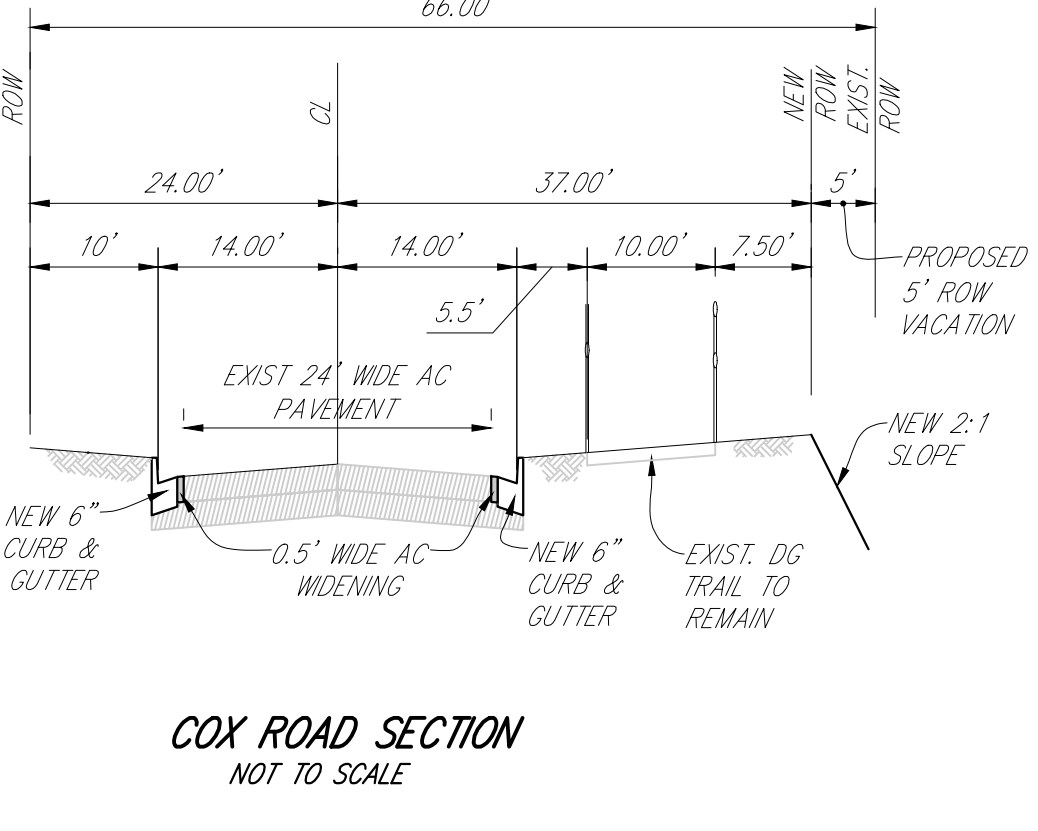 66.00'
ROW
CL
NEW
ROW
EXIST.
ROW
24.00'
37.00'
5'
10'
14.00'
14.00'
10.00'
7.50'
5.5'
PROPOSED
5' ROW
VACATION
EXIST 24' WIDE AC
PAVEMENT
NEW 2:1
SLOPE
NEW 6"
CURB &
GUTTER
0.5' WIDE AC
WIDENING
NEW 6"
CURB &
GUTTER
EXIST. DG
TRAIL TO
REMAIN
COX ROAD SECTION
NOT TO SCALE